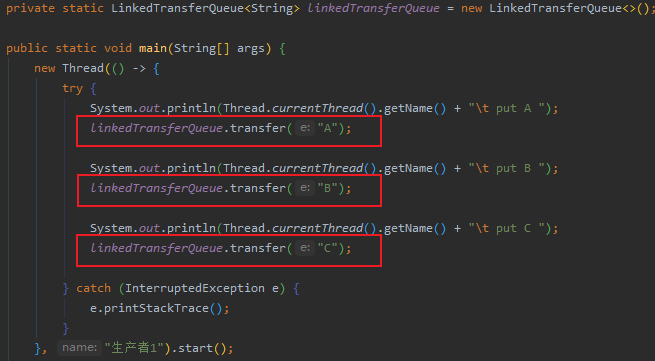 private static LinkedTransferQueue<String> linkedTransferQueue = new LinkedTransferQueue<>();
public static void main(String[] args) {
new Thread(() -> {
try {
System.out.println(Thread.currentThread().getName() + "\t put A ");
linkedTransferQueue.transfer( e: "A");
System.out.println(Thread.currentThread().getName() + "\t put B ");
linkedTransferQueue.transfer( e: "B");
System.out.println(Thread.currentThread().getName() + "\t put C ");
linkedTransferQueue.transfer( e: "C");
} catch (InterruptedException e) {
e.printStackTrace();
}
}, name: "生产者1").start();